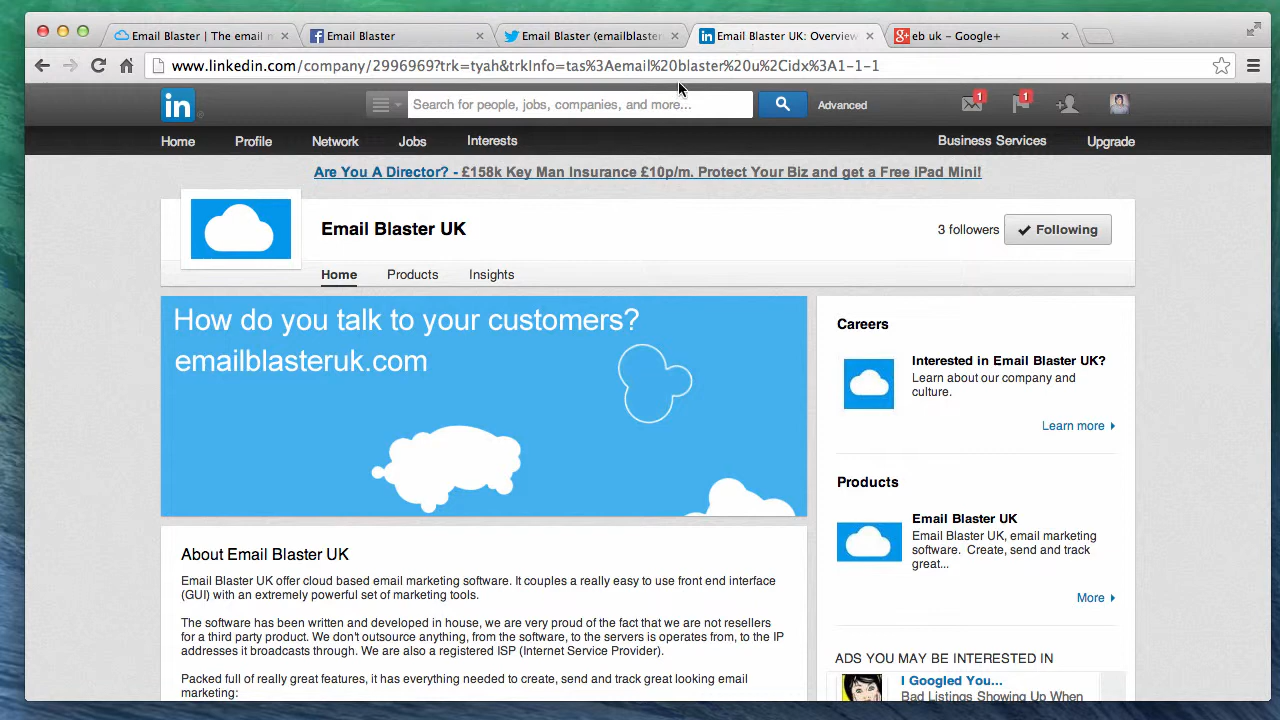 Email Blaster | The email m
Facebook Email Blaster
Email Blaster (emailblaster
in Email Blaster UK: Overview
g+ eb uk – Google+
www.linkedin.com/company/2996969?trk=tyah&trkInfo=tas%3Aemail%20blaster%20u%2Cidx%3A1-1-1
in
Search for people, jobs, companies, and more...
Advanced
1
1
Home Profile Network Jobs Interests
Business Services Upgrade
Are You A Director? - £158k Key Man Insurance £10p/m. Protect Your Biz and get a Free IPad Mini!
Email Blaster UK
3 followers
Following
Home Products Insights
How do you talk to your customers?
emailblasteruk.com
About Email Blaster UK
Email Blaster UK offer cloud based email marketing software. It couples a really easy to use front end interface
(GUI) with an extremely powerful set of marketing tools.
The software has been written and developed in house, we are very proud of the fact that we are not resellers
for a third party product. We don't outsource anything, from the software, to the servers is operates from, to the IP
addresses it broadcasts through. We are also a registered ISP (Internet Service Provider).
Packed full of really great features, it has everything needed to create, send and track great looking email
marketing:
Careers
Interested in Email Blaster UK?
Learn about our company and
culture.
Learn more
Products
Email Blaster UK
Email Blaster UK, email marketing
software. Create, send and track
great...
More
ADS YOU MAY BE INTERESTED IN
I Googled You...
Bad Listings Showing Up When